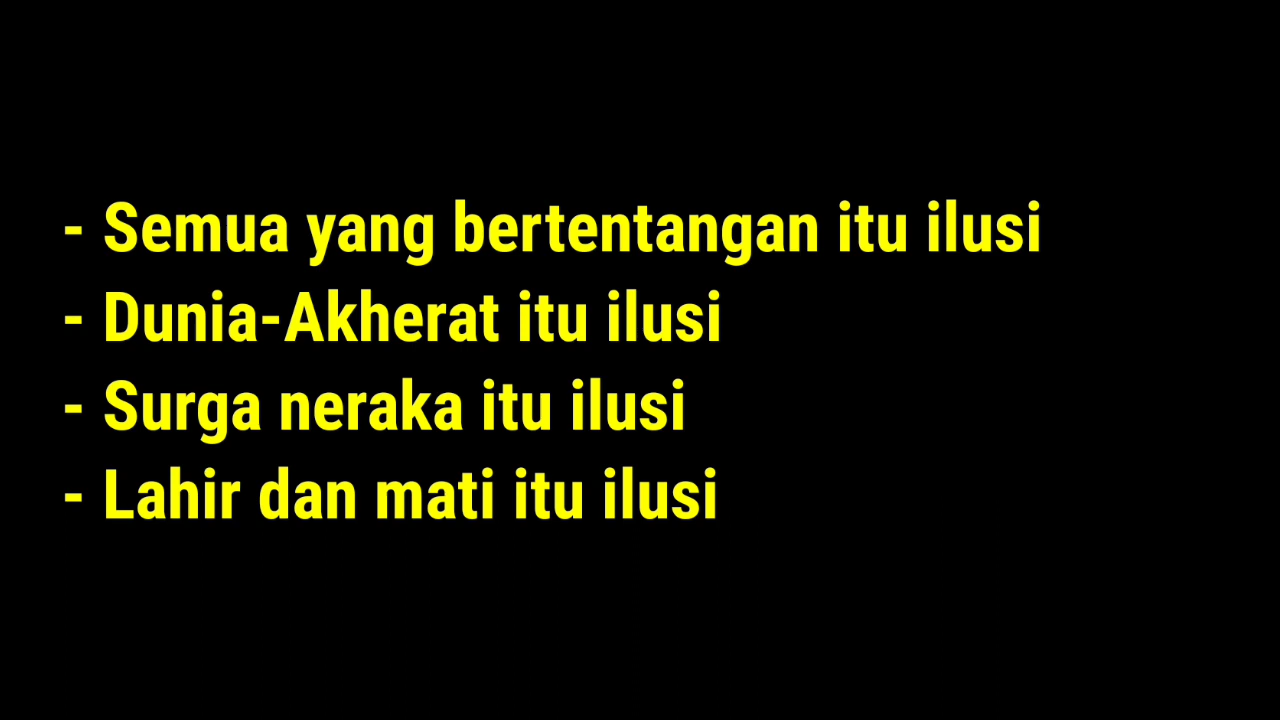 - Semua yang bertentangan itu ilusi
- Dunia-Akherat itu ilusi
- Surga neraka itu ilusi
- Lahir dan mati itu ilusi